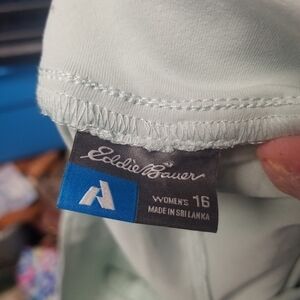 Eddie Bauer
WOMEN'S 16
MADE IN SRI LANKA